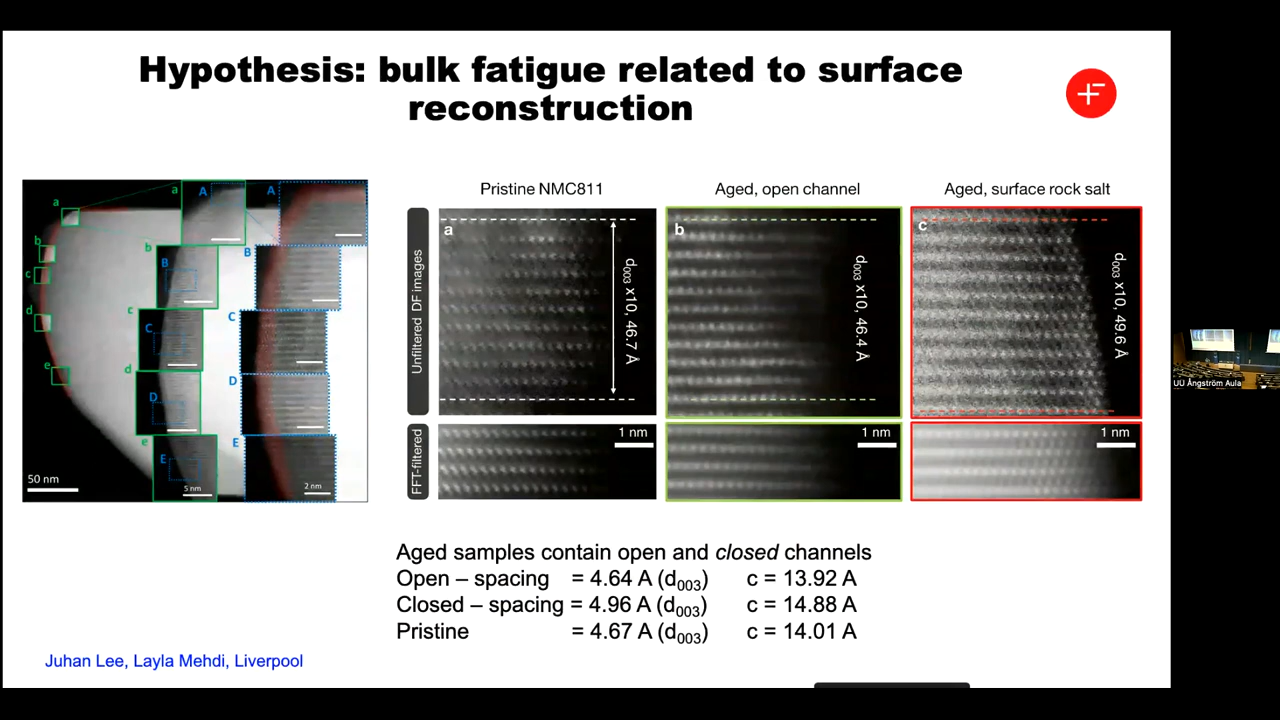 Hypothesis: bulk fatigue related to surface
reconstruction
Pristine NMC811
Aged, open channel
Aged, surface rock salt
a
A
A
a
b
b
B
B
c
c
C
C
d
d
D
D
e
e
E
E
50 nm
5 nm
2 nm
Unfiltered DF images
a
d₀₀₃ x10, 46.7 Å
b
d₀₀₃ x10, 46.4 Å
c
d₀₀₃ x10, 49.6 Å
FFT-filtered
1 nm
1 nm
1 nm
Aged samples contain open and closed channels
Open – spacing = 4.64 A (d₀₀₃) c = 13.92 A
Closed – spacing = 4.96 A (d₀₀₃) c = 14.88 A
Pristine = 4.67 A (d₀₀₃) c = 14.01 A
Juhan Lee, Layla Mehdi, Liverpool
UU Ångström Aula